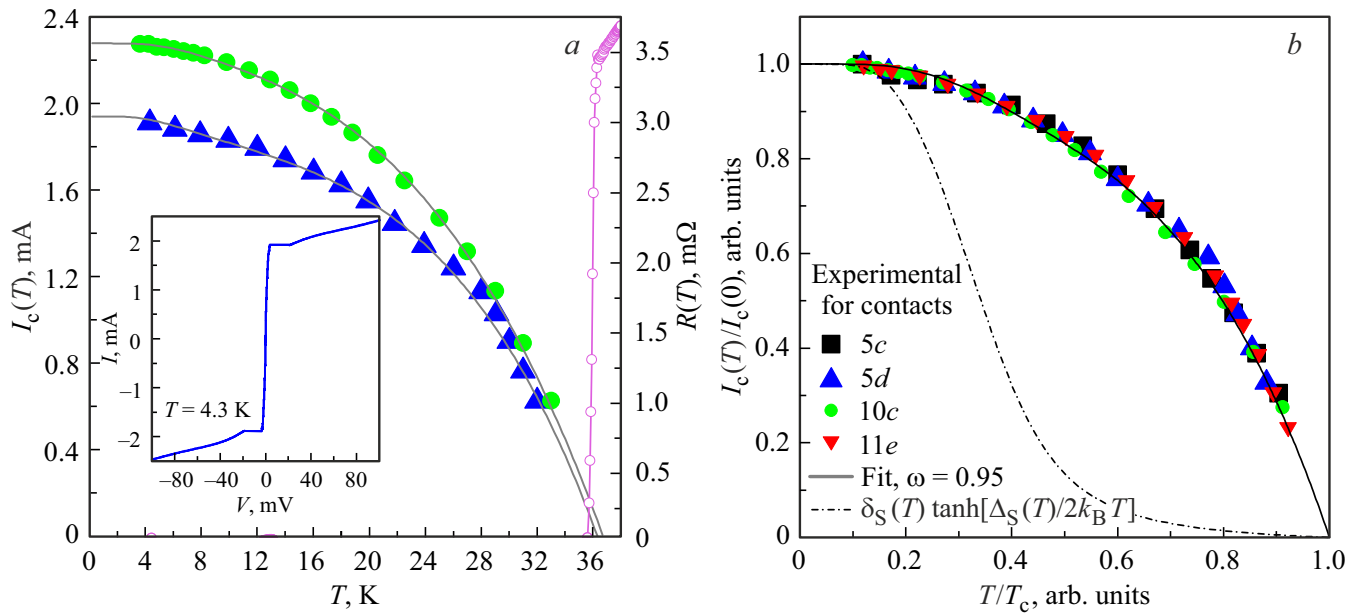 a
I_c(T), mA
2.4
2.0
1.6
1.2
0.8
0.4
0
0 4 8 12 16 20 24 28 32 36
T, K
R(T), mΩ
3.5
3.0
2.5
2.0
1.5
1.0
0.5
0
I, mA
2
1
0
−1
−2
T = 4.3 K
−80 −40 0 40 80
V, mV
b
I_c(T)/I_c(0), arb. units
1.0
0.8
0.6
0.4
0.2
0
Experimental
for contacts
5c
5d
10c
11e
Fit, ω = 0.95
δ_S(T) tanh[Δ_S(T)/2k_BT]
0 0.2 0.4 0.6 0.8 1.0
T/T_c, arb. units